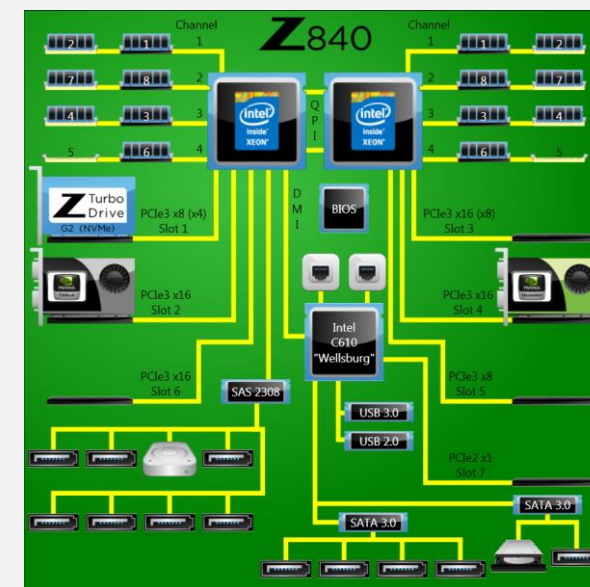 Z840
Channel
1
2
3
4
2 1
7 8
4 3
5 6
Channel
1
2
3
4
1 2
8 7
3 4
6 5
intel
inside
XEON
intel
inside
XEON
QPI
DMI
BIOS
Z Turbo
Drive
G2 (NVMe)
PCIe3 x8 (x4)
Slot 1
PCIe3 x16 (x8)
Slot 3
NVIDIA
PCIe3 x16
Slot 2
PCIe3 x16
Slot 4
NVIDIA
Intel
C610
"Wellsburg"
PCIe3 x16
Slot 6
PCIe3 x8
Slot 5
SAS 2308
USB 3.0
USB 2.0
PCIe2 x1
Slot 7
SATA 3.0
SATA 3.0